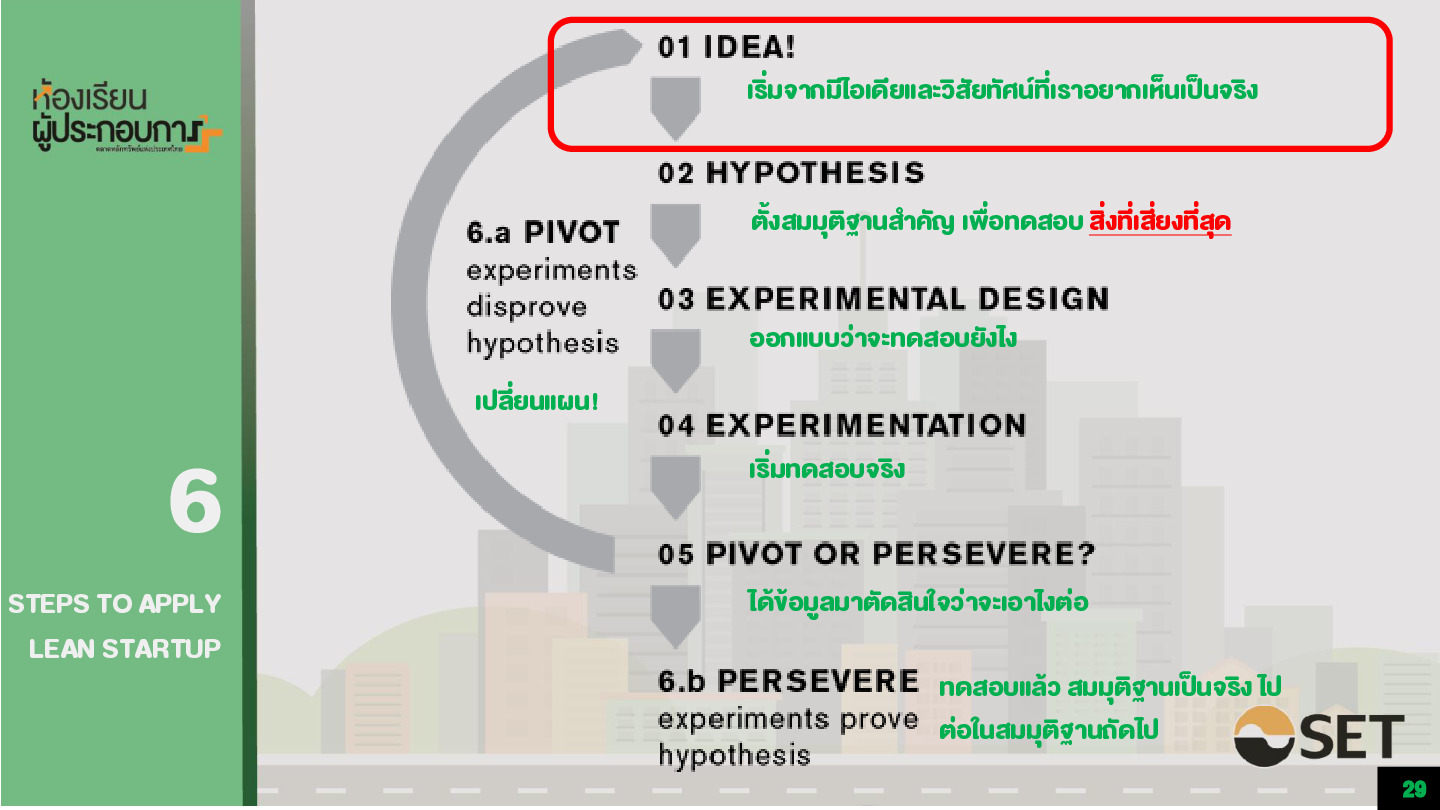 ห้องเรียน
ผู้ประกอบการ
ตลาดหลักทรัพย์แห่งประเทศไทย
6
STEPS TO APPLY
LEAN STARTUP
01 IDEA!
เริ่มจากมีไอเดียและวิสัยทัศน์ที่เราอยากเห็นเป็นจริง
02 HYPOTHESIS
ตั้งสมมุติฐานสำคัญ เพื่อทดสอบ สิ่งที่เสี่ยงที่สุด
03 EXPERIMENTAL DESIGN
ออกแบบว่าจะทดสอบยังไง
04 EXPERIMENTATION
เริ่มทดสอบจริง
05 PIVOT OR PERSEVERE?
ได้ข้อมูลมาตัดสินใจว่าจะเอาไงต่อ
6.a PIVOT
experiments
disprove
hypothesis
เปลี่ยนแผน!
6.b PERSEVERE
experiments prove
hypothesis
ทดสอบแล้ว สมมุติฐานเป็นจริง ไป
ต่อในสมมุติฐานถัดไป
SET
29